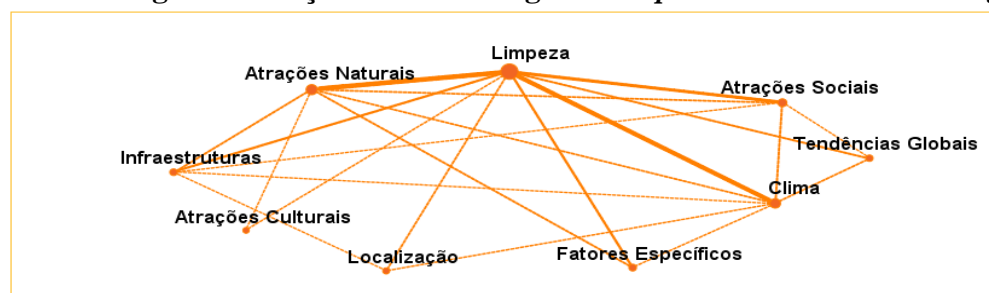 Limpeza
Atrações Naturais
Atrações Sociais
Tendências Globais
Infraestruturas
Clima
Atrações Culturais
Localização
Fatores Específicos